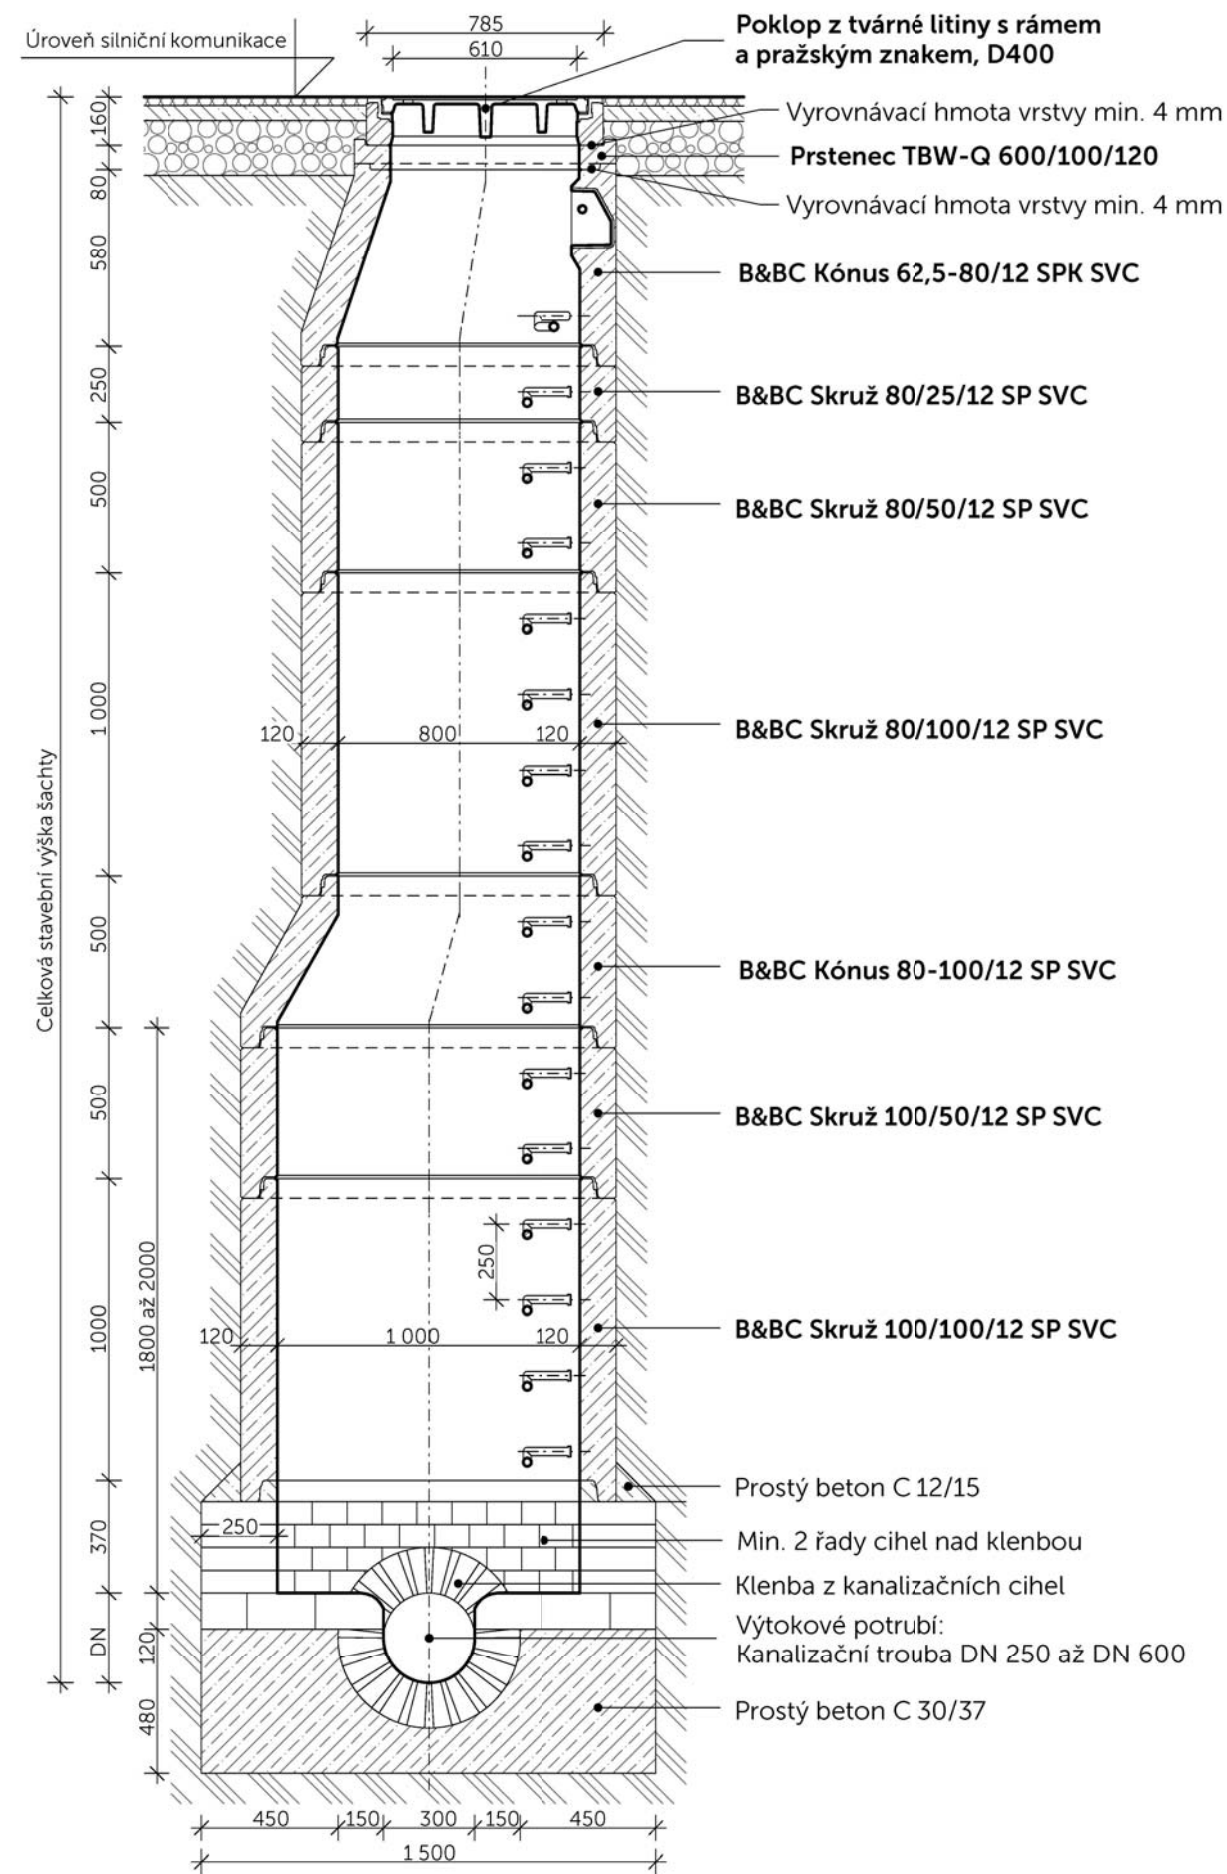 785
610
Úroveň silniční komunikace
Poklop z tvárné litiny s rámem
a pražským znakem, D400
160
Vyrovnávací hmota vrstvy min. 4 mm
Prstenec TBW-Q 600/100/120
80
Vyrovnávací hmota vrstvy min. 4 mm
580
B&BC Kónus 62,5-80/12 SPK SVC
250
B&BC Skruž 80/25/12 SP SVC
500
B&BC Skruž 80/50/12 SP SVC
1 000
120
800
120
B&BC Skruž 80/100/12 SP SVC
Celková stavební výška šachty
500
B&BC Kónus 80-100/12 SP SVC
500
B&BC Skruž 100/50/12 SP SVC
250
1000
1800 až 2000
120
1 000
120
B&BC Skruž 100/100/12 SP SVC
Prostý beton C 12/15
370
250
Min. 2 řady cihel nad klenbou
Klenba z kanalizačních cihel
DN
120
Výtokové potrubí:
Kanalizační trouba DN 250 až DN 600
480
Prostý beton C 30/37
450
150
300
150
450
1 500